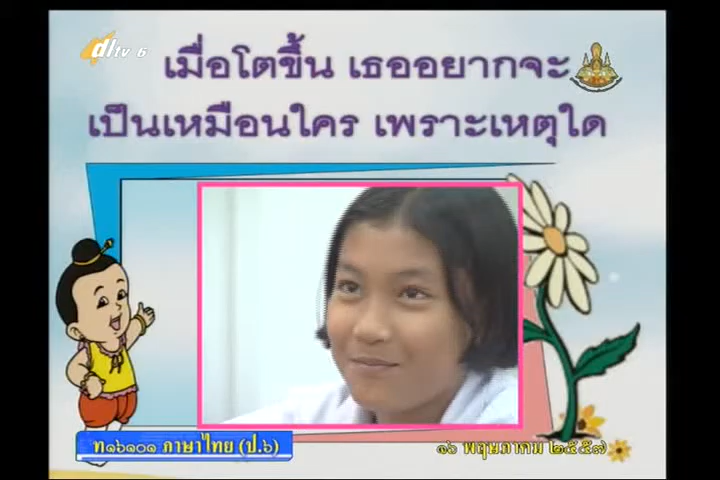 dltv 6
เมื่อโตขึ้น เธออยากจะ
เป็นเหมือนใคร เพราะเหตุใด
ท๑๖๑๐๑ ภาษาไทย (ป.๖)
๑๖ พฤษภาคม ๒๕๕๗